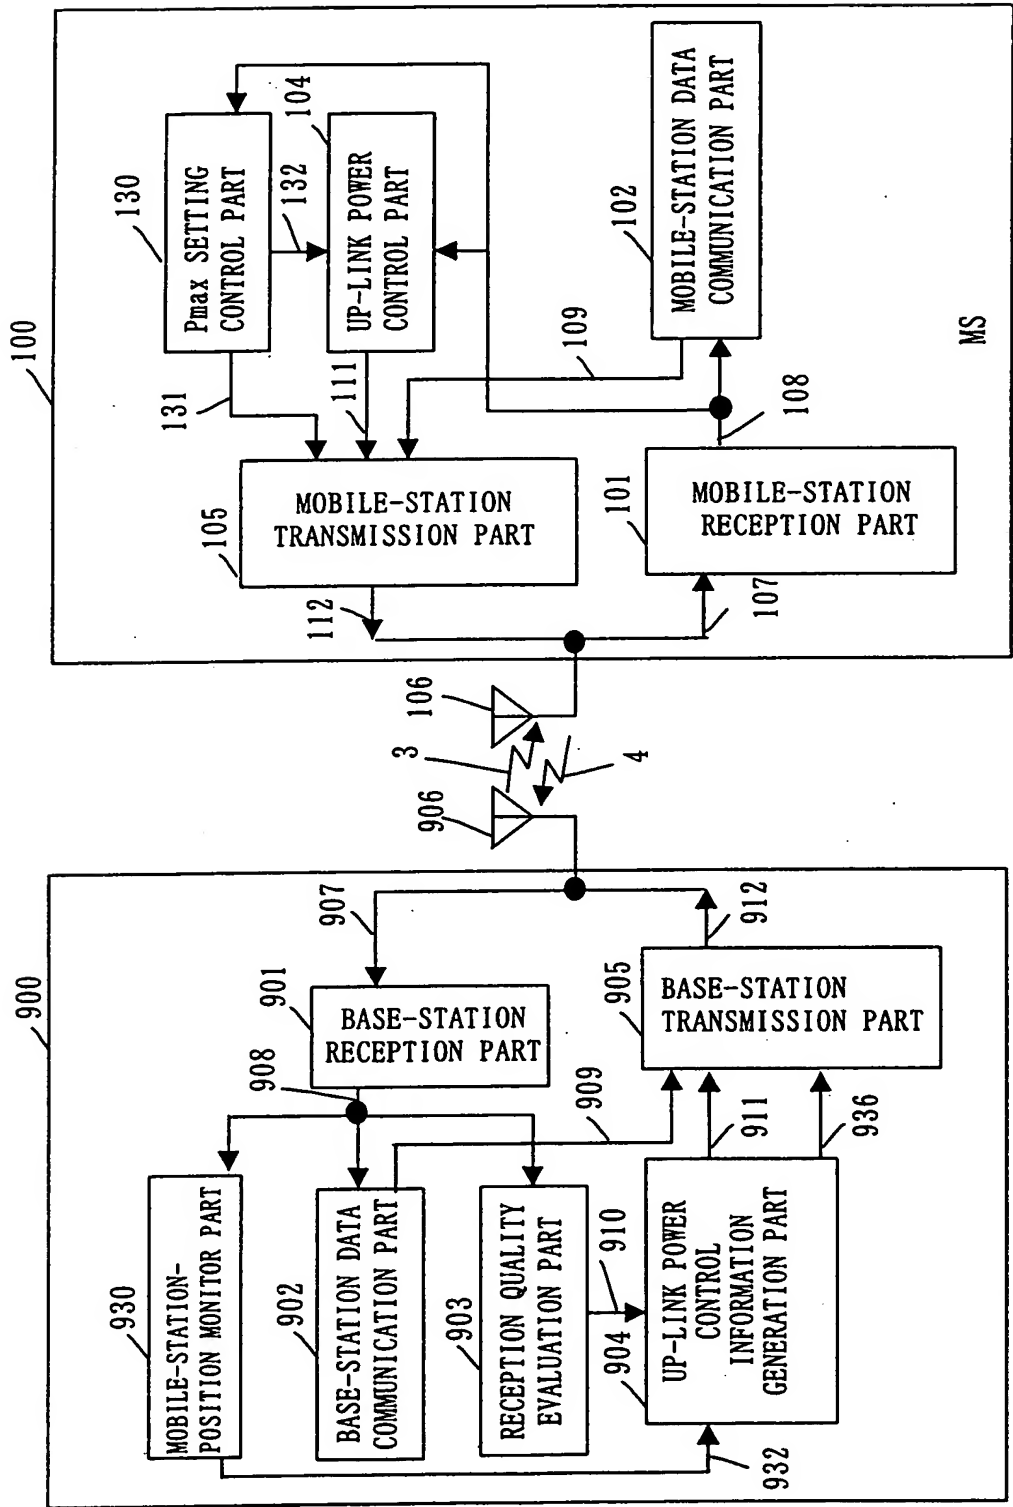 900
930
MOBILE-STATION-
POSITION MONITOR PART
902
BASE-STATION DATA
COMMUNICATION PART
903
RECEPTION QUALITY
EVALUATION PART
904
UP-LINK POWER
CONTROL
INFORMATION
GENERATION PART
932
910
911
936
909
908
901
BASE-STATION
RECEPTION PART
905
BASE-STATION
TRANSMISSION PART
907
912
906
3
4
106
100
112
107
105
MOBILE-STATION
TRANSMISSION PART
101
MOBILE-STATION
RECEPTION PART
131
111
109
108
130
Pmax SETTING
CONTROL PART
132
104
UP-LINK POWER
CONTROL PART
102
MOBILE-STATION DATA
COMMUNICATION PART
MS